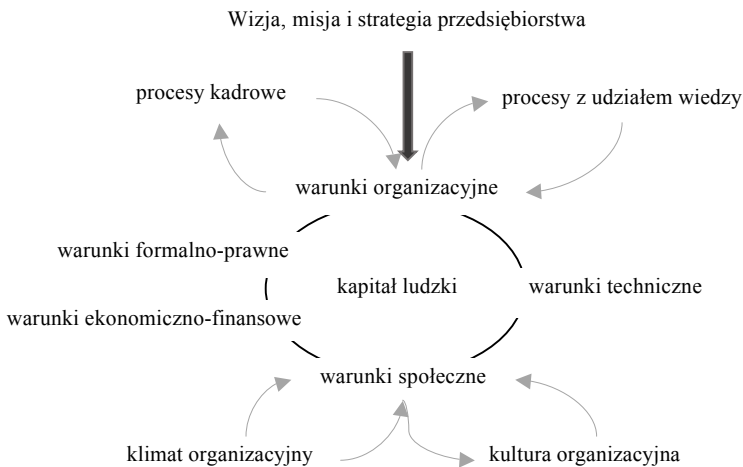 Wizja, misja i strategia przedsiębiorstwa
procesy kadrowe
procesy z udziałem wiedzy
warunki organizacyjne
warunki formalno-prawne
kapitał ludzki
warunki techniczne
warunki ekonomiczno-finansowe
warunki społeczne
klimat organizacyjny
kultura organizacyjna